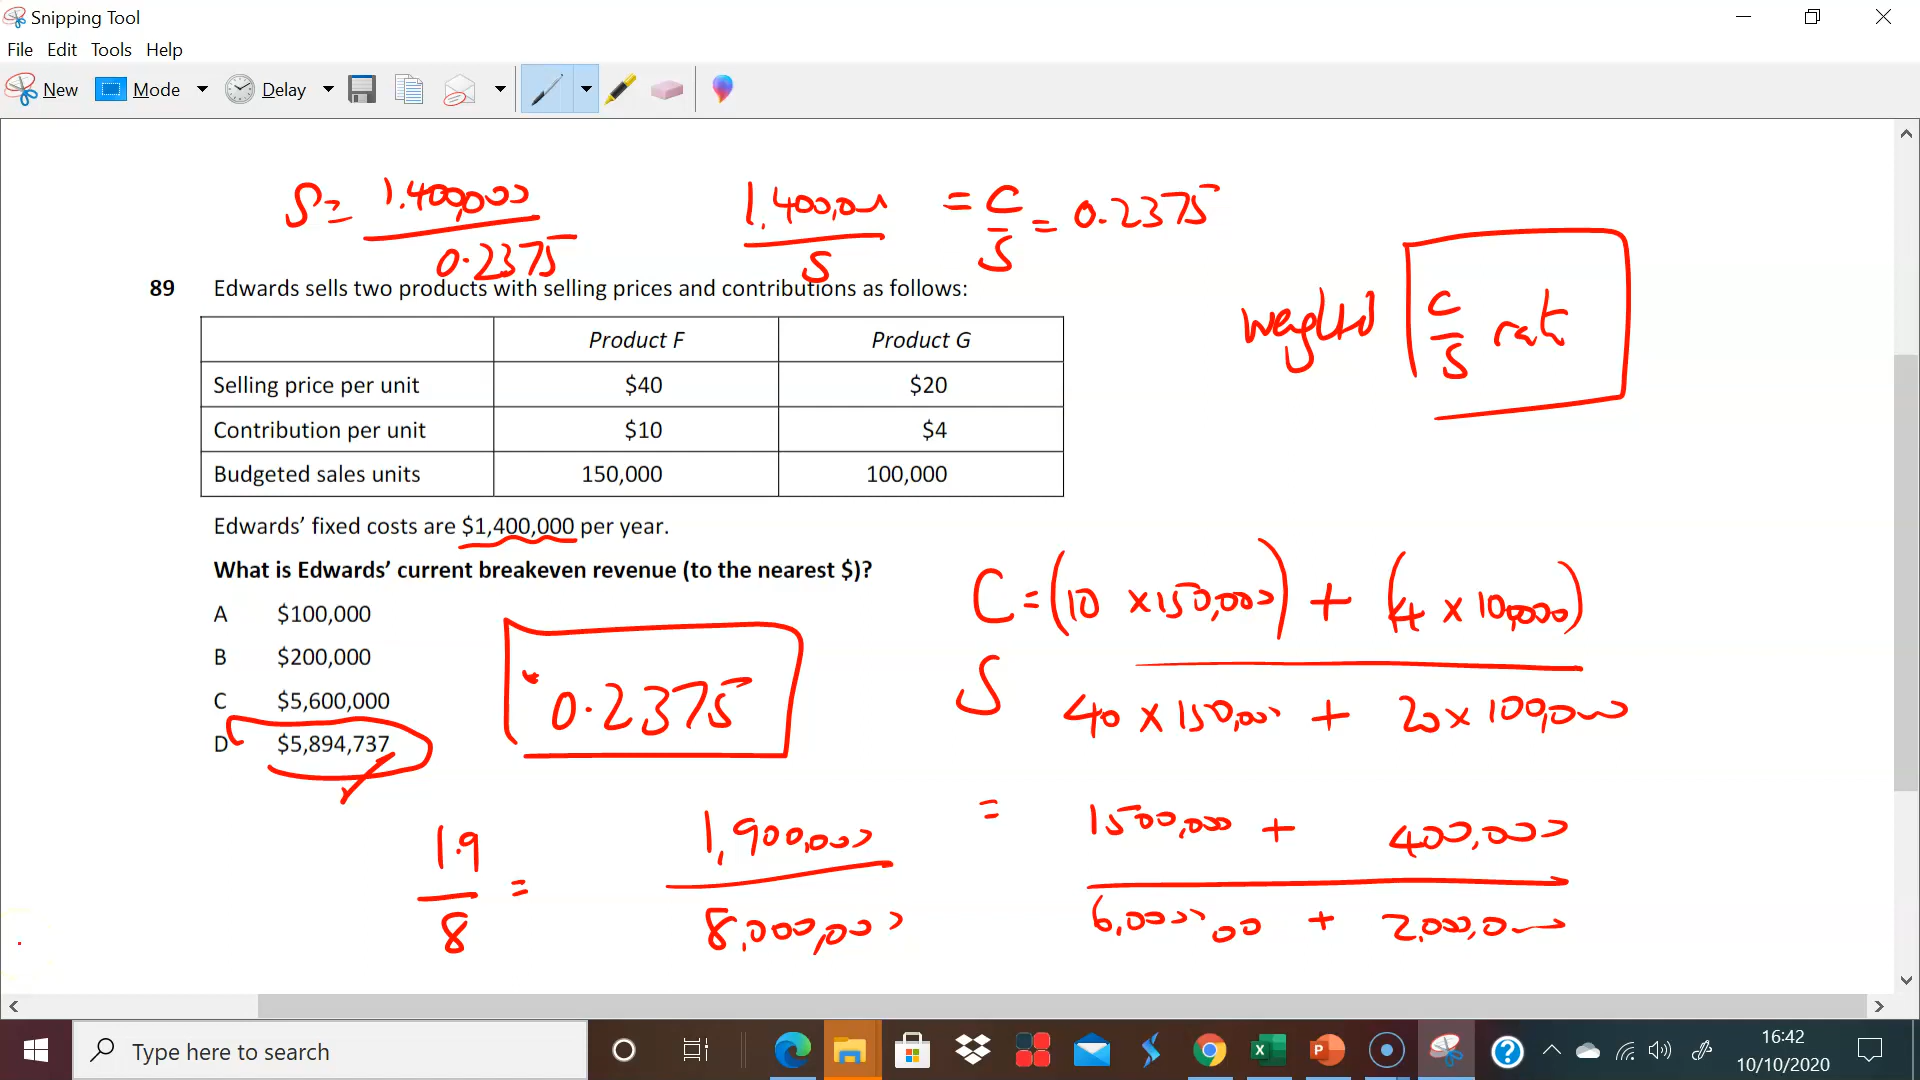 Snipping Tool
File Edit Tools Help
New Mode Delay
S = 1,400,000 / 0.2375
1,400,000 / S = C / S = 0.2375
weighted C / S ratio
89 Edwards sells two products with selling prices and contributions as follows:
Product F Product G
Selling price per unit $40 $20
Contribution per unit $10 $4
Budgeted sales units 150,000 100,000
Edwards' fixed costs are $1,400,000 per year.
What is Edwards' current breakeven revenue (to the nearest $)?
A $100,000
B $200,000
C $5,600,000
D $5,894,737
0.2375
C = (10 × 150,000) + (4 × 100,000)
S 40 × 150,000 + 20 × 100,000
= 1500,000 + 400,000
6,000000 + 2,000,000
1,900,000
8,000,000
1.9 =
8
Type here to search
16:42
10/10/2020